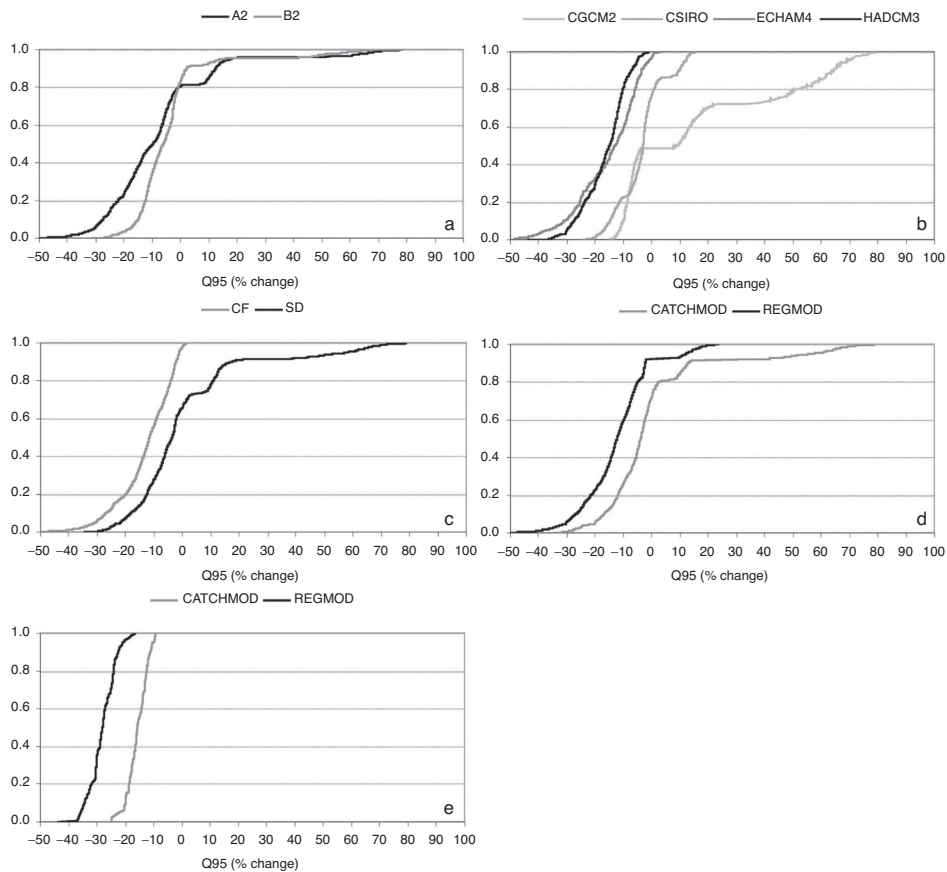 A2 B2
1.0
0.8
0.6
0.4
0.2
0.0
a
–50 –40 –30 –20 –10 0 10 20 30 40 50 60 70 80 90 100
Q95 (% change)
CGCM2 CSIRO ECHAM4 HADCM3
1.0
0.8
0.6
0.4
0.2
0.0
b
–50 –40 –30 –20 –10 0 10 20 30 40 50 60 70 80 90 100
Q95 (% change)
CF SD
1.0
0.8
0.6
0.4
0.2
0.0
c
–50 –40 –30 –20 –10 0 10 20 30 40 50 60 70 80 90 100
Q95 (% change)
CATCHMOD REGMOD
1.0
0.8
0.6
0.4
0.2
0.0
d
–50 –40 –30 –20 –10 0 10 20 30 40 50 60 70 80 90 100
Q95 (% change)
CATCHMOD REGMOD
1.0
0.8
0.6
0.4
0.2
0.0
e
–50 –40 –30 –20 –10 0 10 20 30 40 50 60 70 80 90 100
Q95 (% change)